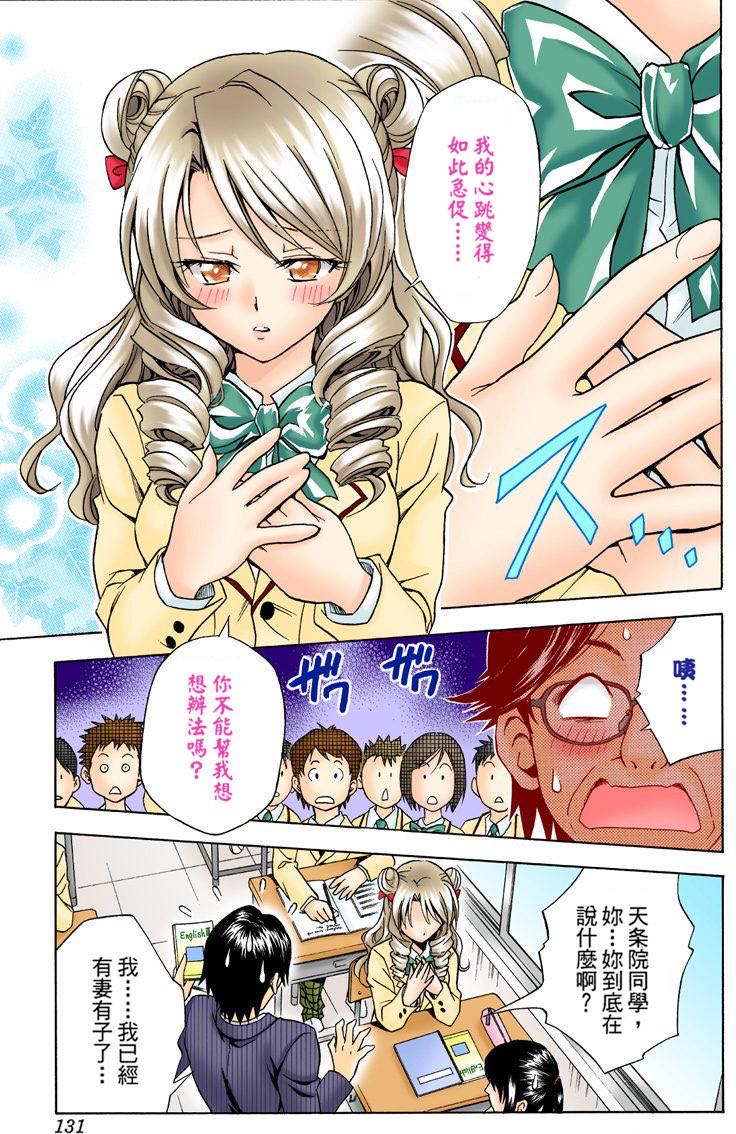 我的心跳變得
如此急促……
ス…
咦……
ザワ
ザワ
你不能幫我想
想辦法嗎？
天条院同學，
妳…妳到底在
說什麼啊？
我……我已經
有妻有子了…
English
English
131